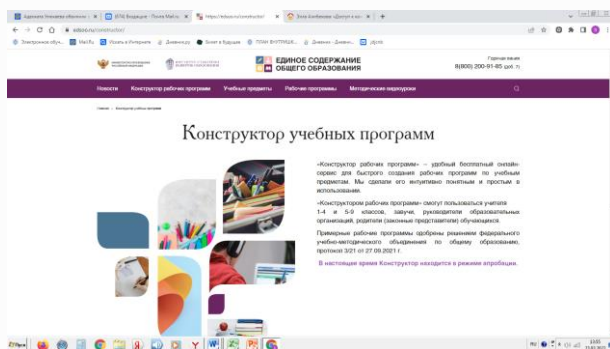 edsoo.ru/constructor/
ЕДИНОЕ СОДЕРЖАНИЕ
ОБЩЕГО ОБРАЗОВАНИЯ
Горячая линия
8(800) 200-91-85 (доб. 7)
Новости Конструктор рабочих программ Учебные предметы Рабочие программы Методические видеоуроки
Конструктор учебных программ
«Конструктор рабочих программ» – удобный бесплатный онлайн-
сервис для быстрого создания рабочих программ по учебным
предметам. Мы сделали его интуитивно понятным и простым в
использовании.
«Конструктором рабочих программ» смогут пользоваться учителя
1-4 и 5-9 классов, завучи, руководители образовательных
организаций, родители (законные представители) обучающихся.
Примерные рабочие программы одобрены решением федерального
учебно-методического объединения по общему образованию,
протокол 3/21 от 27.09.2021 г.
В настоящее время Конструктор находится в режиме апробации.
RU